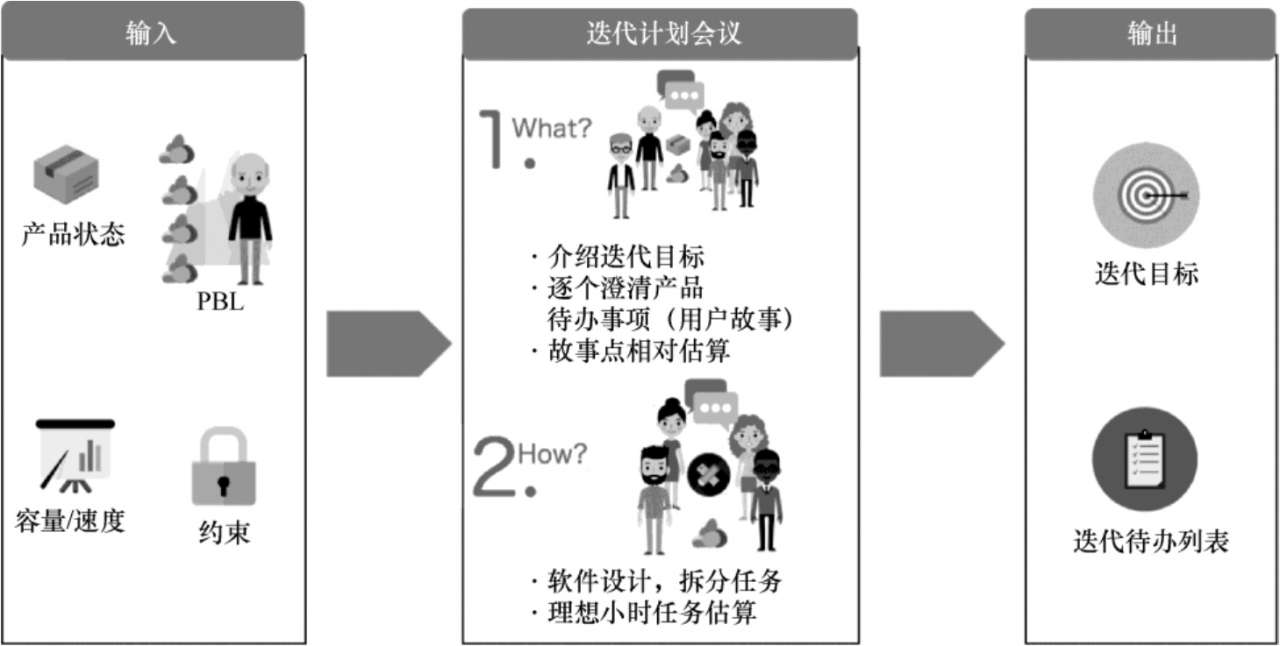 输入
产品状态
PBL
容量/速度
约束
迭代计划会议
1. What?
· 介绍迭代目标
· 逐个澄清产品
待办事项（用户故事）
· 故事点相对估算
2. How?
· 软件设计，拆分任务
· 理想小时任务估算
输出
迭代目标
迭代待办列表